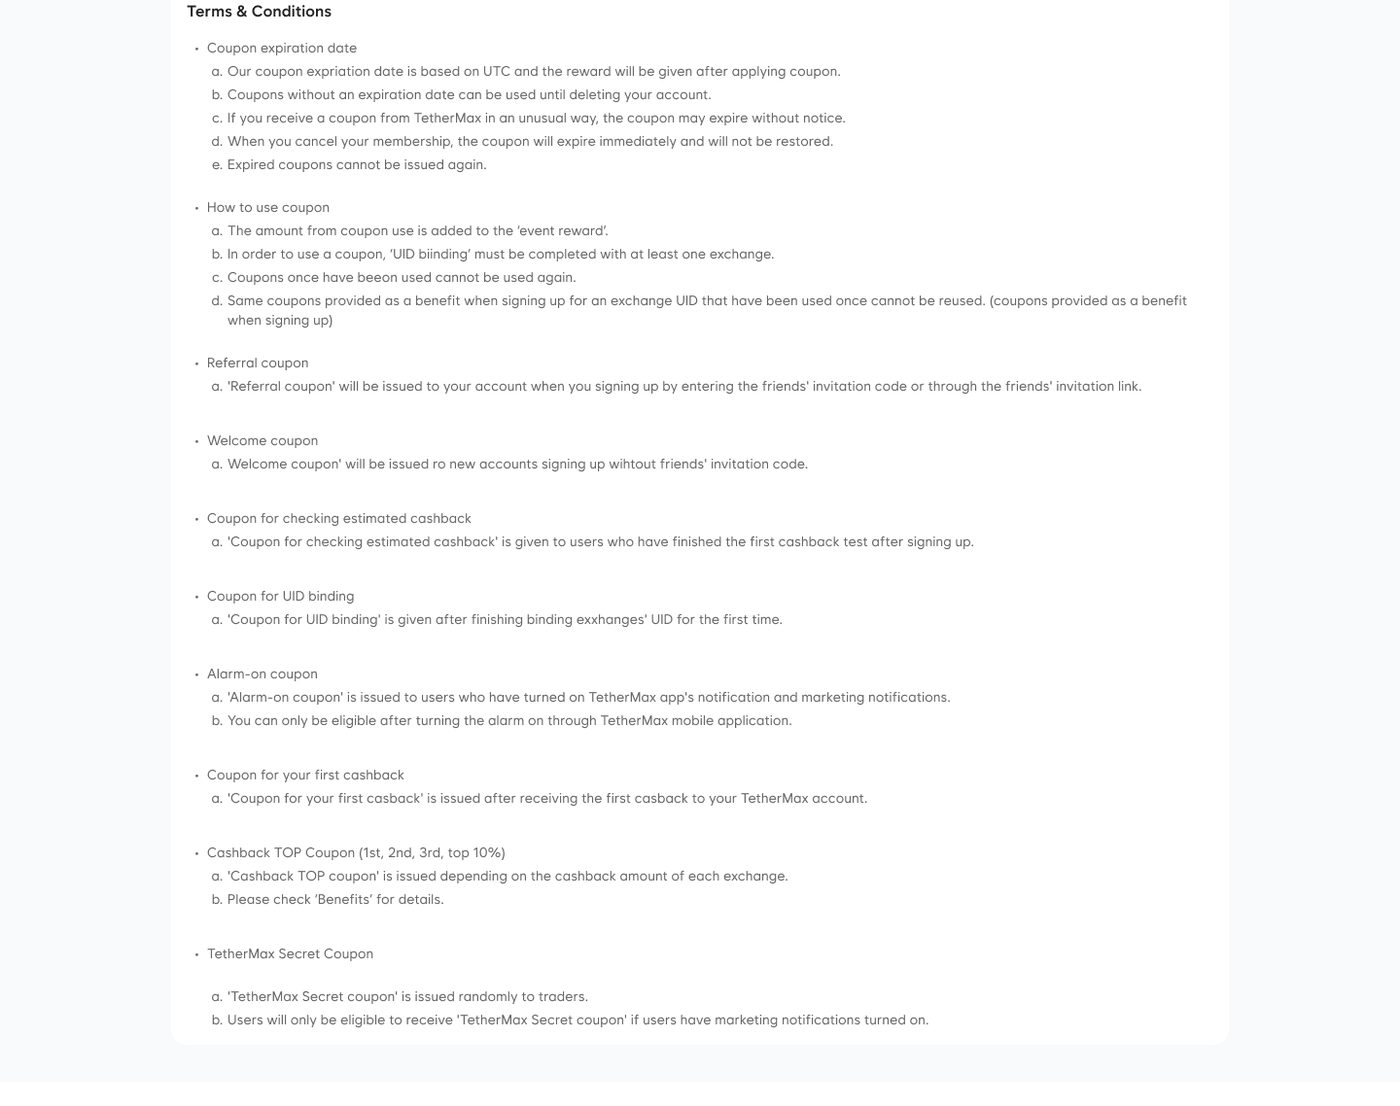 Terms & Conditions
• Coupon expiration date
a. Our coupon expriation date is based on UTC and the reward will be given after applying coupon.
b. Coupons without an expiration date can be used until deleting your account.
c. If you receive a coupon from TetherMax in an unusual way, the coupon may expire without notice.
d. When you cancel your membership, the coupon will expire immediately and will not be restored.
e. Expired coupons cannot be issued again.
• How to use coupon
a. The amount from coupon use is added to the ‘event reward’.
b. In order to use a coupon, ‘UID biinding’ must be completed with at least one exchange.
c. Coupons once have beeon used cannot be used again.
d. Same coupons provided as a benefit when signing up for an exchange UID that have been used once cannot be reused. (coupons provided as a benefit
when signing up)
• Referral coupon
a. 'Referral coupon' will be issued to your account when you signing up by entering the friends' invitation code or through the friends' invitation link.
• Welcome coupon
a. Welcome coupon' will be issued ro new accounts signing up wihtout friends' invitation code.
• Coupon for checking estimated cashback
a. 'Coupon for checking estimated cashback' is given to users who have finished the first cashback test after signing up.
• Coupon for UID binding
a. 'Coupon for UID binding' is given after finishing binding exxhanges' UID for the first time.
• Alarm-on coupon
a. 'Alarm-on coupon' is issued to users who have turned on TetherMax app's notification and marketing notifications.
b. You can only be eligible after turning the alarm on through TetherMax mobile application.
• Coupon for your first cashback
a. 'Coupon for your first casback' is issued after receiving the first casback to your TetherMax account.
• Cashback TOP Coupon (1st, 2nd, 3rd, top 10%)
a. 'Cashback TOP coupon' is issued depending on the cashback amount of each exchange.
b. Please check ‘Benefits’ for details.
• TetherMax Secret Coupon
a. 'TetherMax Secret coupon' is issued randomly to traders.
b. Users will only be eligible to receive 'TetherMax Secret coupon' if users have marketing notifications turned on.